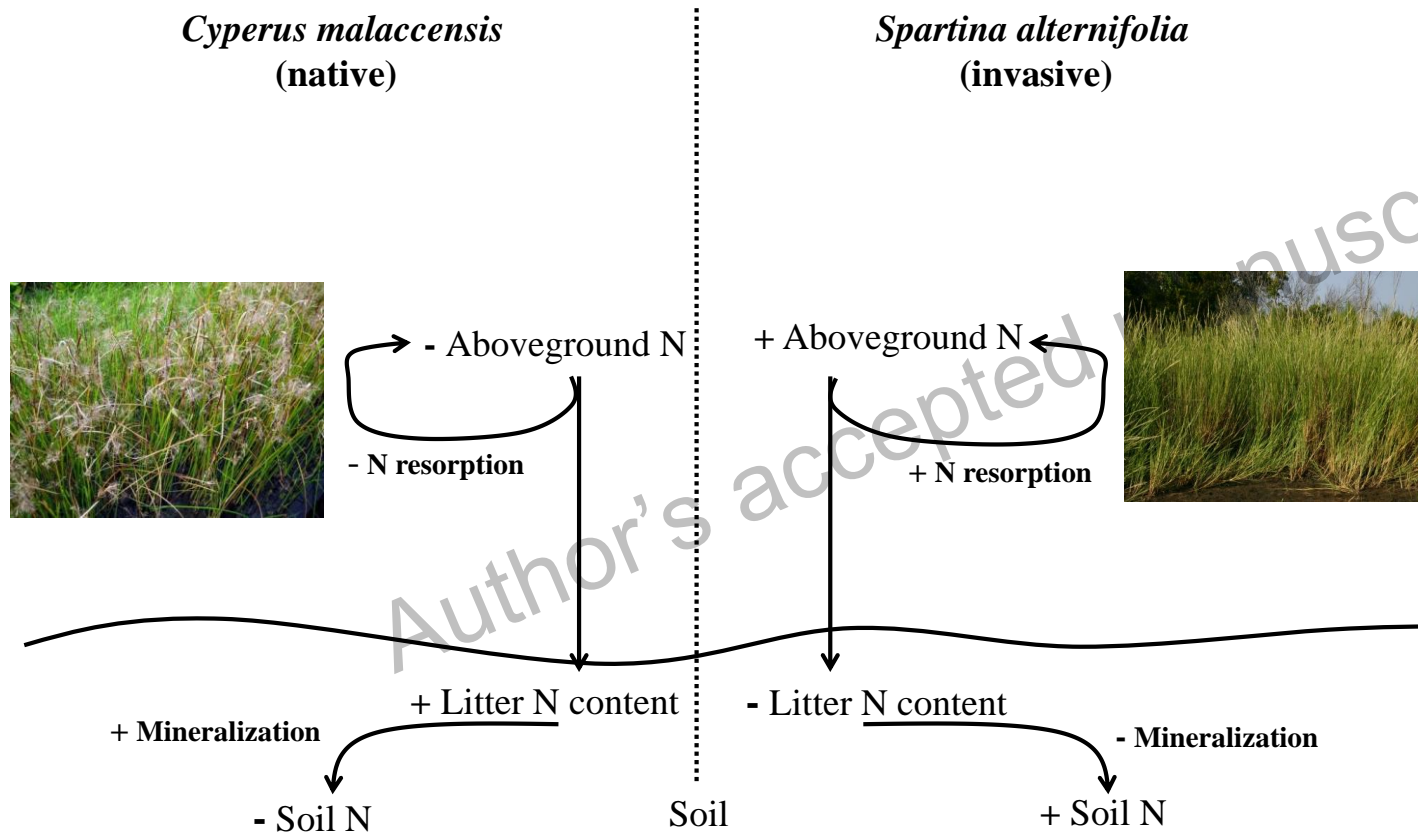 Cyperus malaccensis
(native)
Spartina alternifolia
(invasive)
- Aboveground N
- N resorption
+ Litter N content
+ Mineralization
- Soil N
+ Aboveground N
+ N resorption
- Litter N content
- Mineralization
+ Soil N
Soil
Author’s accepted